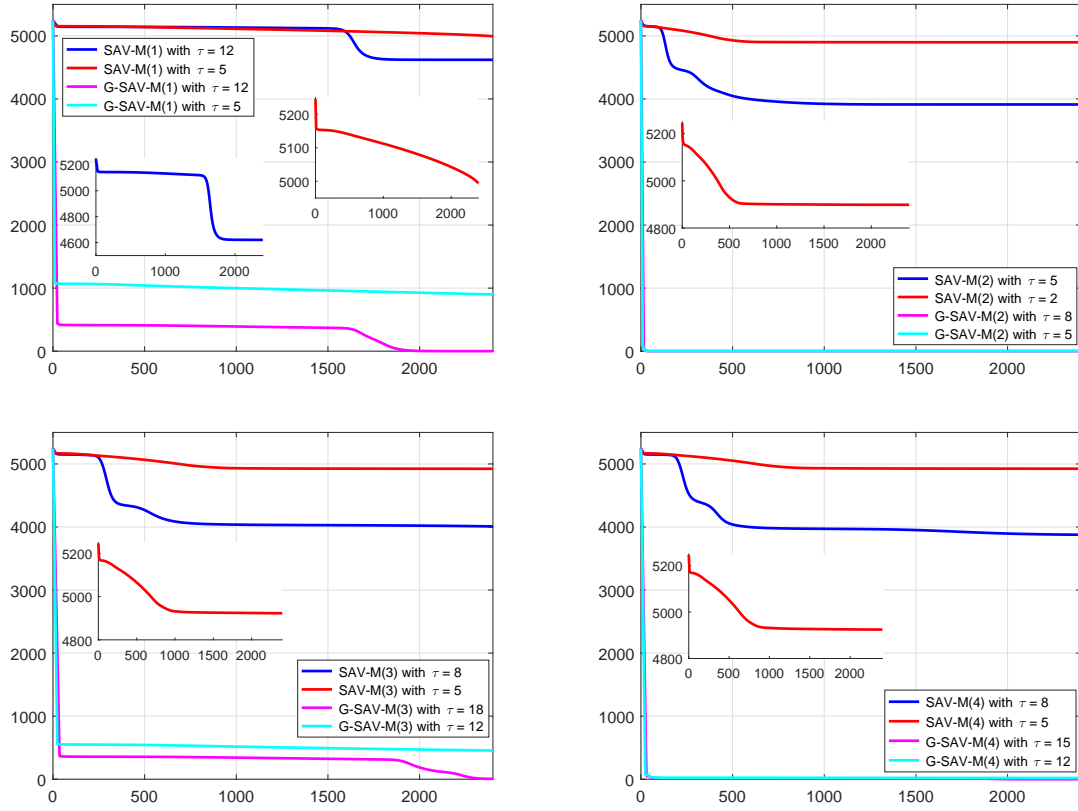 5000
4000
3000
2000
1000
0
0 500 1000 1500 2000
SAV-M(1) with τ = 12
SAV-M(1) with τ = 5
G-SAV-M(1) with τ = 12
G-SAV-M(1) with τ = 5
5200
5000
4800
4600
0 1000 2000
5200
5100
5000
0 1000 2000
5000
4000
3000
2000
1000
0
0 500 1000 1500 2000
5200
5000
4800
0 500 1000 1500 2000
SAV-M(2) with τ = 5
SAV-M(2) with τ = 2
G-SAV-M(2) with τ = 8
G-SAV-M(2) with τ = 5
5000
4000
3000
2000
1000
0
0 500 1000 1500 2000
5200
5000
4800
0 500 1000 1500 2000
SAV-M(3) with τ = 8
SAV-M(3) with τ = 5
G-SAV-M(3) with τ = 18
G-SAV-M(3) with τ = 12
5000
4000
3000
2000
1000
0
0 500 1000 1500 2000
5200
5000
4800
0 500 1000 1500 2000
SAV-M(4) with τ = 8
SAV-M(4) with τ = 5
G-SAV-M(4) with τ = 15
G-SAV-M(4) with τ = 12